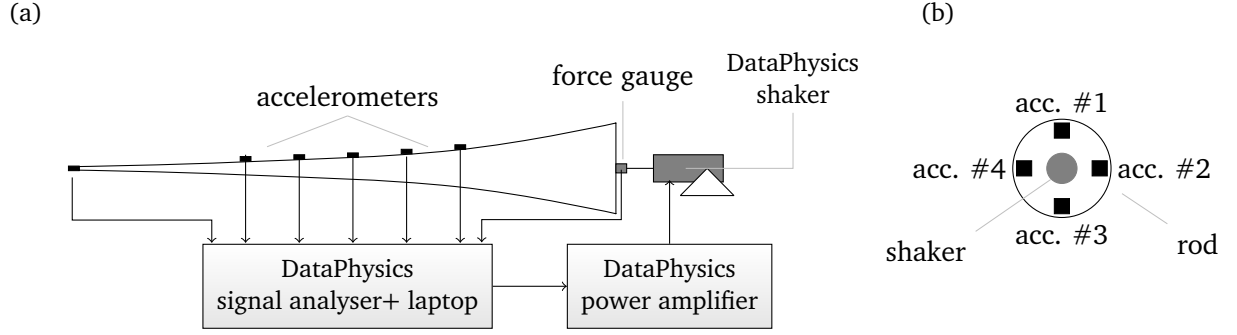 (a)
accelerometers
force gauge
DataPhysics
shaker
DataPhysics
signal analyser+ laptop
DataPhysics
power amplifier
(b)
acc. #1
acc. #4
acc. #2
acc. #3
shaker
rod